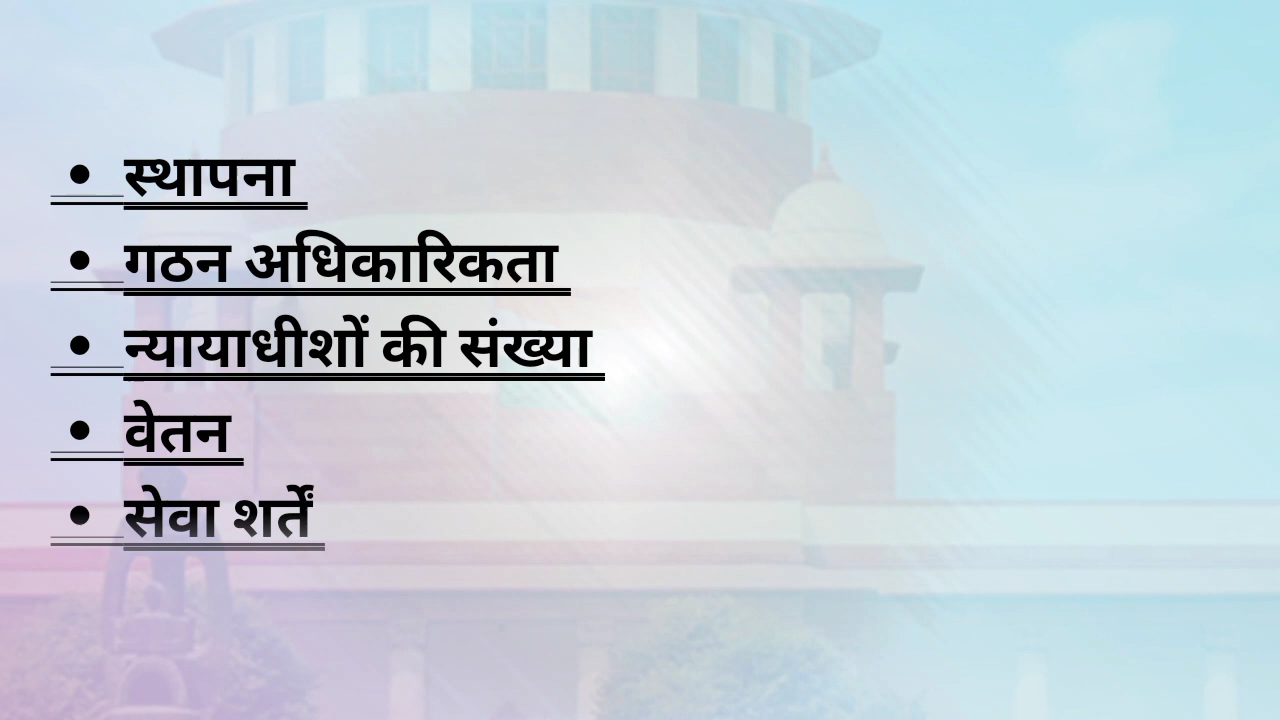 • स्थापना
• गठन अधिकारिकता
• न्यायाधीशों की संख्या
• वेतन
• सेवा शर्तें